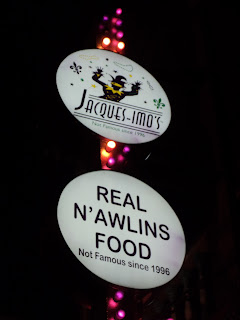 JACQUES-IMO'S
REAL
N'AWLINS
FOOD
Not Famous since 1996